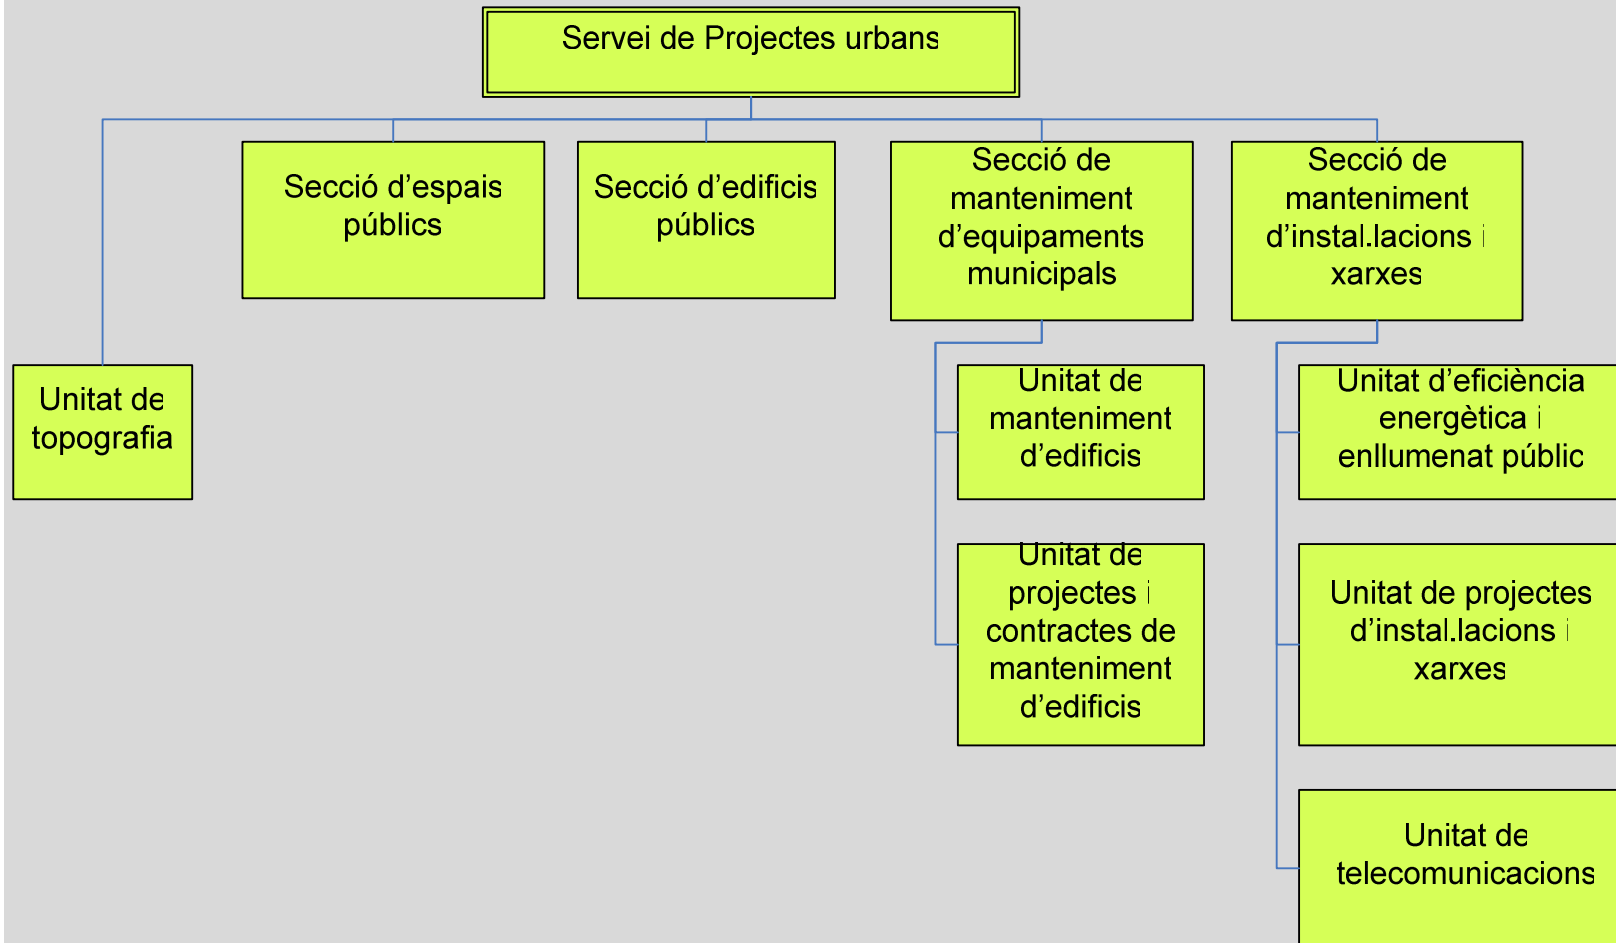 Servei de Projectes urbans
Secció d’espais
públics
Secció d’edificis
públics
Secció de
manteniment
d’equipaments
municipals
Secció de
manteniment
d’instal.lacions i
xarxes
Unitat de
topografia
Unitat de
manteniment
d’edificis
Unitat d’eficiència
energètica i
enllumenat públic
Unitat de
projectes i
contractes de
manteniment
d’edificis
Unitat de projectes
d’instal.lacions i
xarxes
Unitat de
telecomunicacions